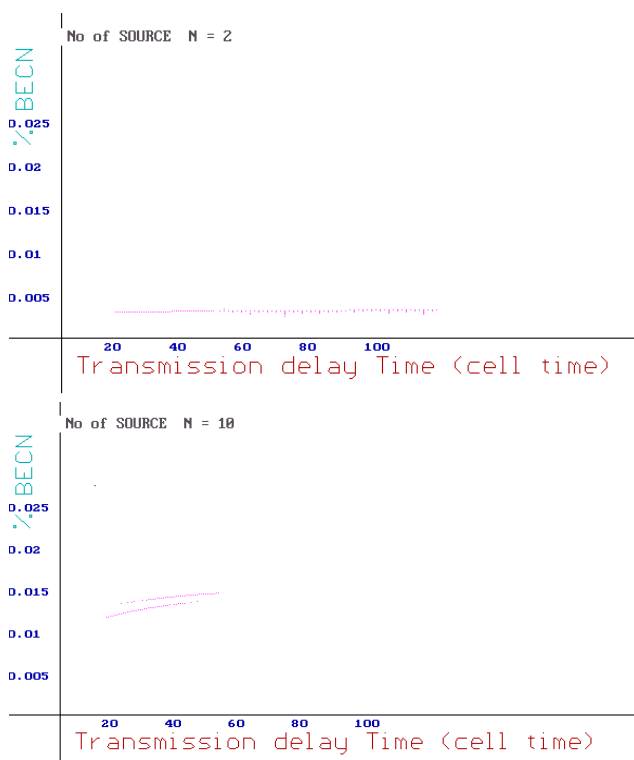 No of SOURCE N = 2
% BECN
0.025
0.02
0.015
0.01
0.005
20 40 60 80 100
Transmission delay Time (cell time)
No of SOURCE N = 10
% BECN
0.025
0.02
0.015
0.01
0.005
20 40 60 80 100
Transmission delay Time (cell time)